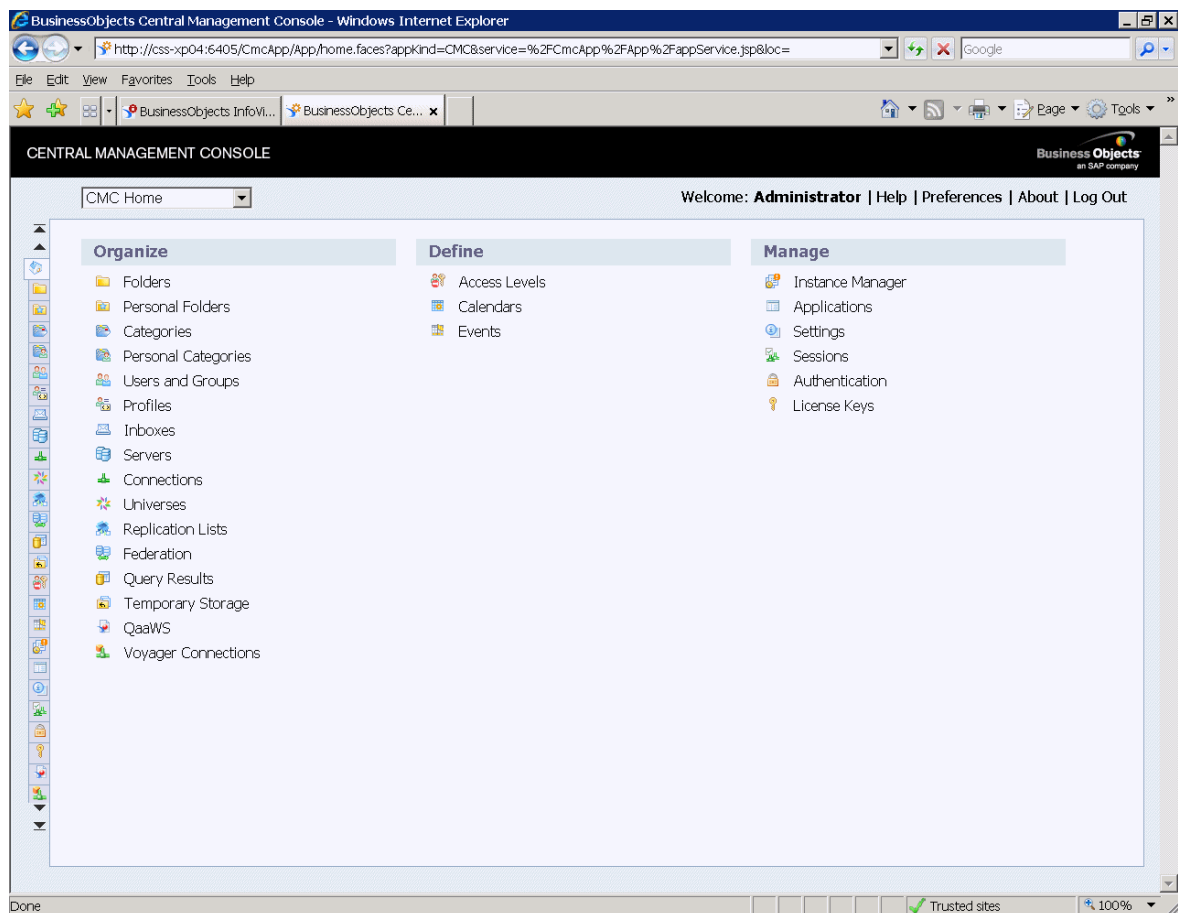 BusinessObjects Central Management Console - Windows Internet Explorer
http://css-xp04:6405/CmcApp/App/home.faces?appKind=CMC&service=%2FCmcApp%2FApp%2FappService.jsp&loc=
Google
File Edit View Favorites Tools Help
BusinessObjects InfoVi...
BusinessObjects Ce...
Page
Tools
CENTRAL MANAGEMENT CONSOLE
Business Objects
an SAP company
CMC Home
Welcome: Administrator | Help | Preferences | About | Log Out
Organize
Folders
Personal Folders
Categories
Personal Categories
Users and Groups
Profiles
Inboxes
Servers
Connections
Universes
Replication Lists
Federation
Query Results
Temporary Storage
QaaWS
Voyager Connections
Define
Access Levels
Calendars
Events
Manage
Instance Manager
Applications
Settings
Sessions
Authentication
License Keys
Done
Trusted sites
100%